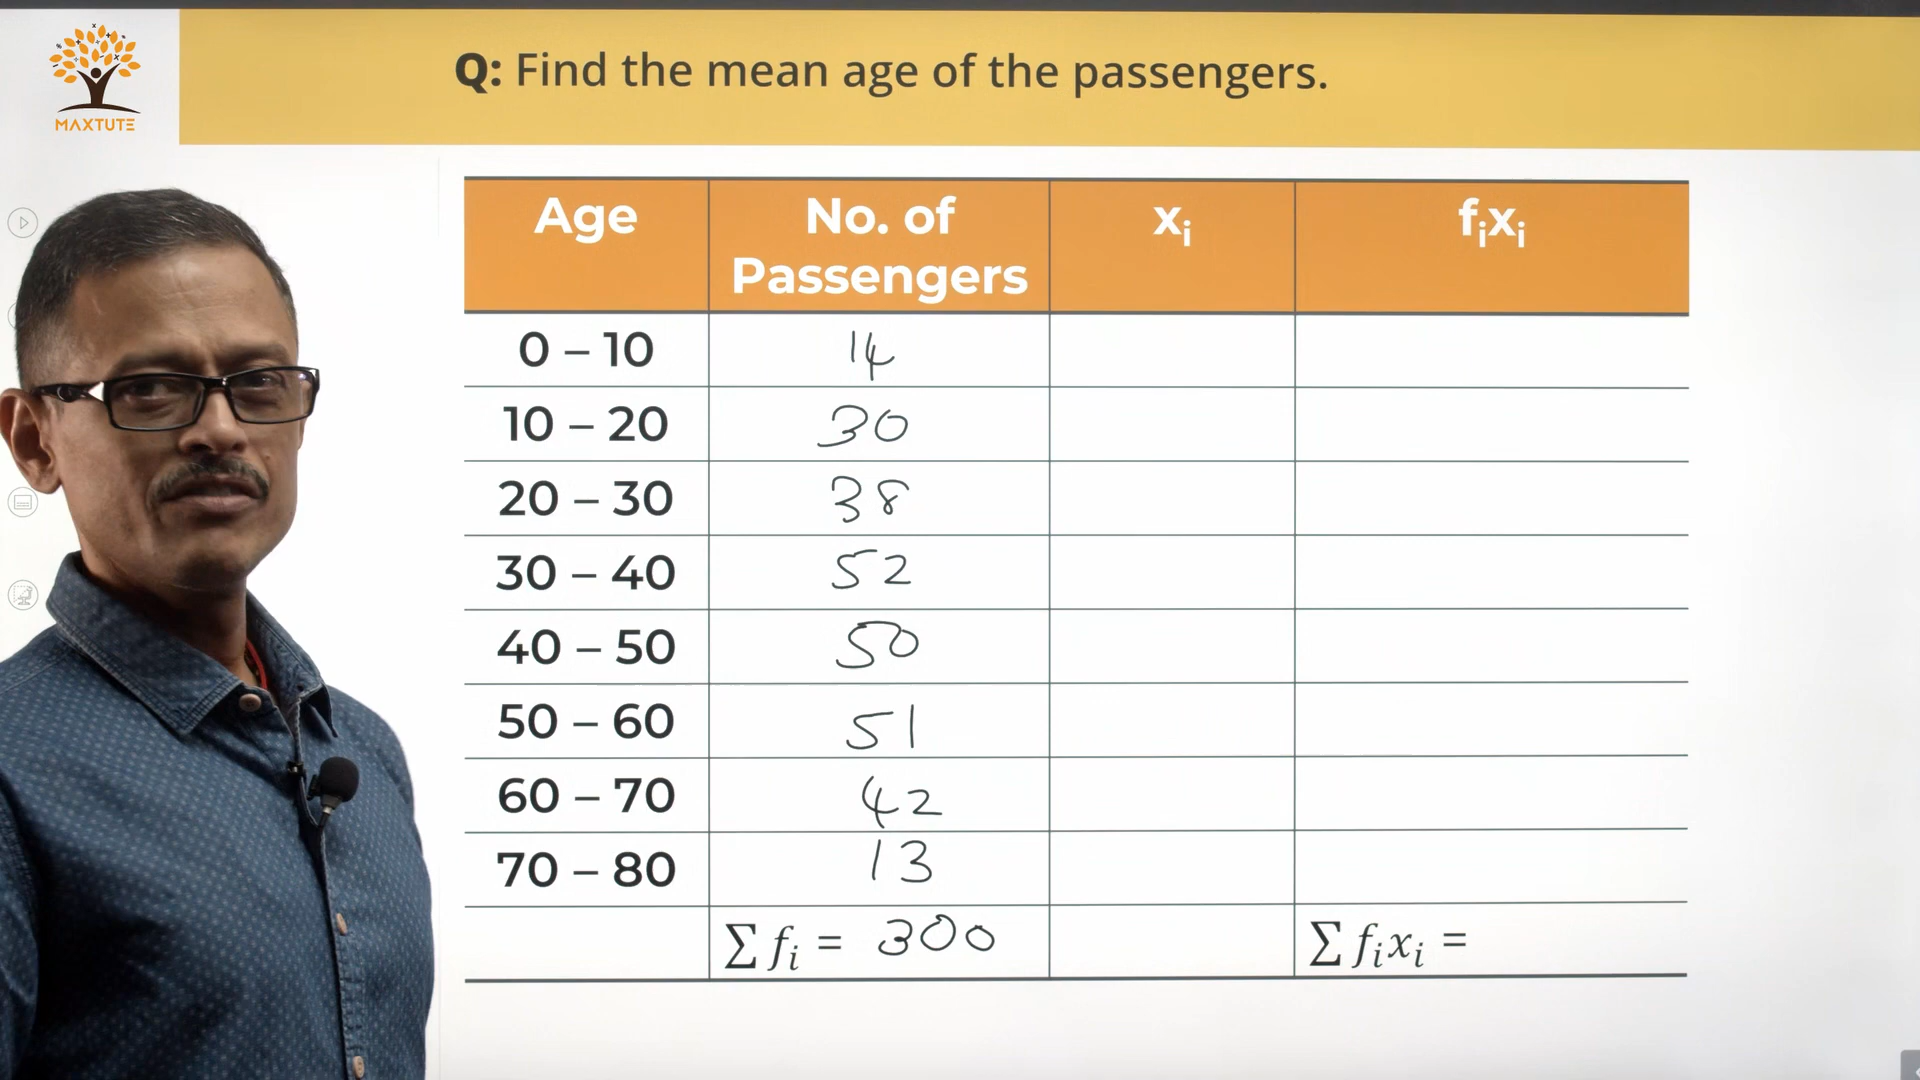 MAXTUTE
Q: Find the mean age of the passengers.
Age No. of Passengers xᵢ fᵢxᵢ
0 – 10 14
10 – 20 30
20 – 30 38
30 – 40 52
40 – 50 50
50 – 60 51
60 – 70 42
70 – 80 13
∑ fᵢ = 300 ∑ fᵢxᵢ =